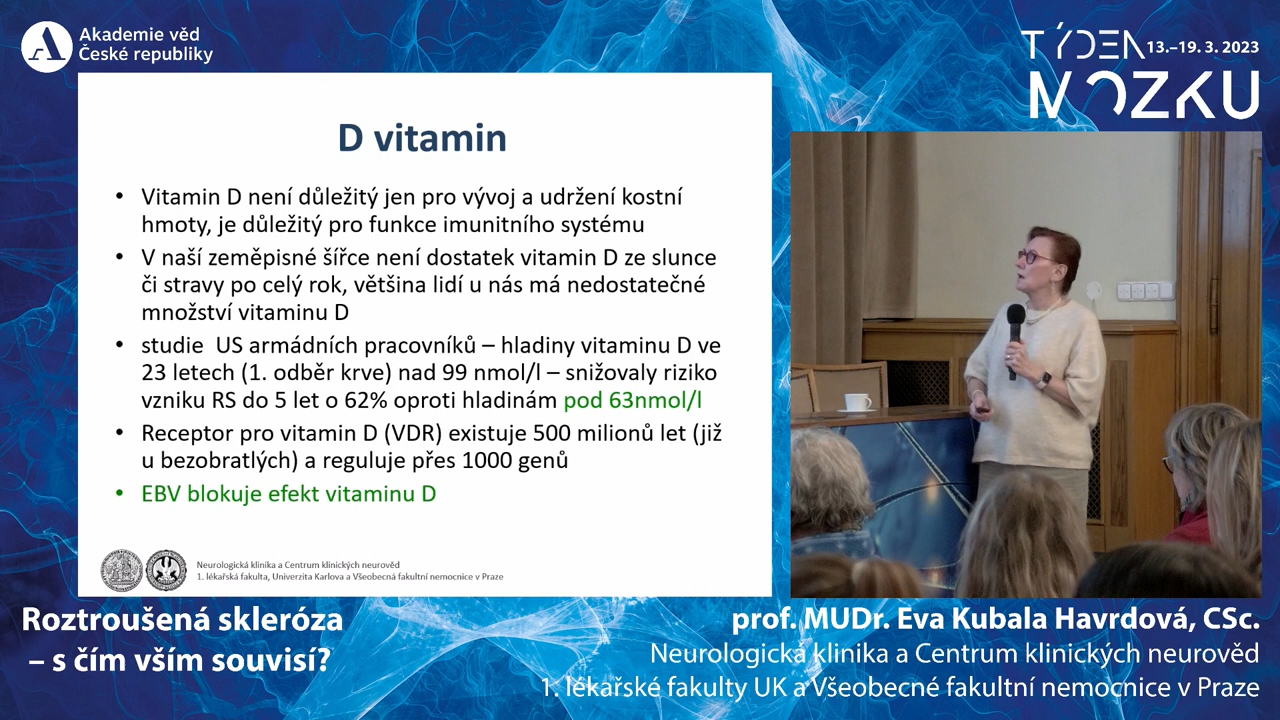 Akademie věd
České republiky
TÝDEN 13.–19. 3. 2023
MOZKU
D vitamin
• Vitamin D není důležitý jen pro vývoj a udržení kostní
hmoty, je důležitý pro funkce imunitního systému
• V naší zeměpisné šířce není dostatek vitamin D ze slunce
či stravy po celý rok, většina lidí u nás má nedostatečné
množství vitaminu D
• studie US armádních pracovníků – hladiny vitaminu D ve
23 letech (1. odběr krve) nad 99 nmol/l – snižovaly riziko
vzniku RS do 5 let o 62% oproti hladinám pod 63nmol/l
• Receptor pro vitamin D (VDR) existuje 500 milionů let (již
u bezobratlých) a reguluje přes 1000 genů
• EBV blokuje efekt vitaminu D
Neurologická klinika a Centrum klinických neurověd
1. lékařská fakulta, Univerzita Karlova a Všeobecná fakultní nemocnice v Praze
Roztroušená skleróza
– s čím vším souvisí?
prof. MUDr. Eva Kubala Havrdová, CSc.
Neurologická klinika a Centrum klinických neurověd
1. lékařské fakulty UK a Všeobecné fakultní nemocnice v Praze